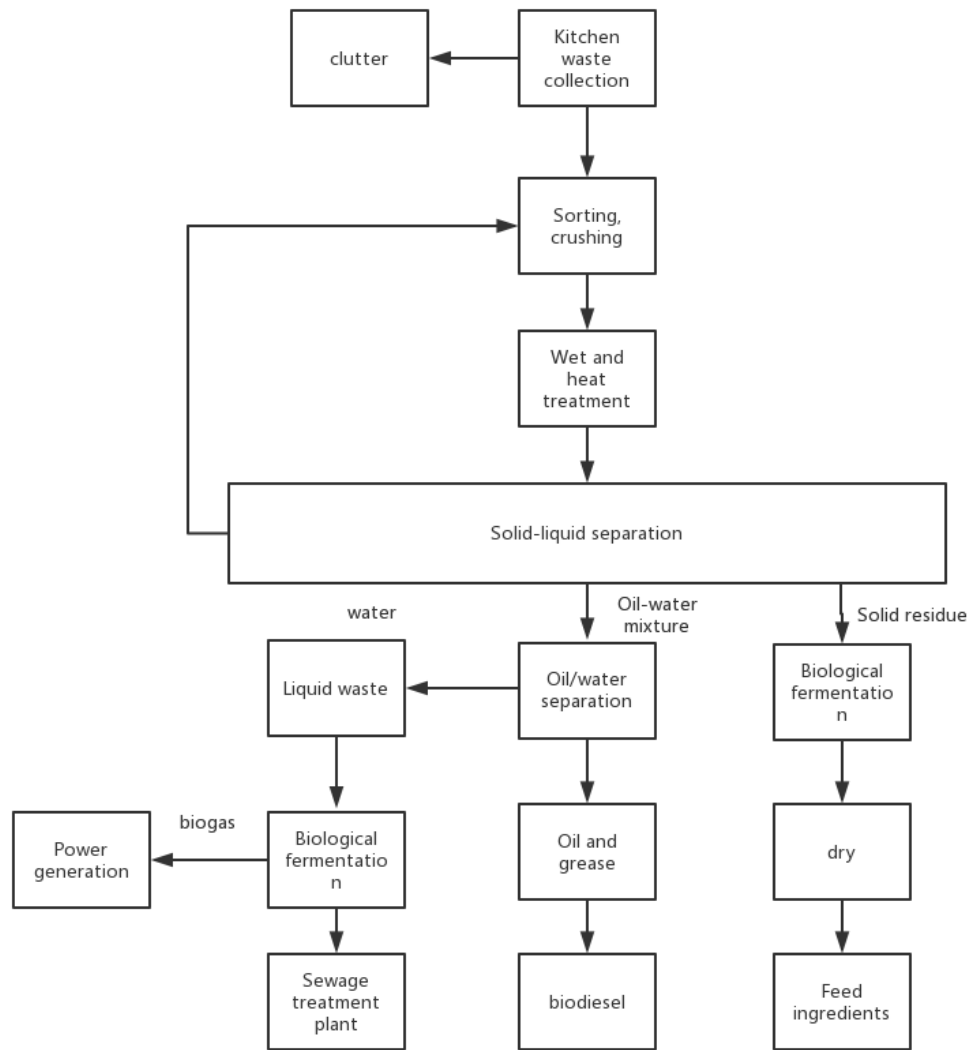 clutter
Kitchen
waste
collection
Sorting,
crushing
Wet and
heat
treatment
Solid-liquid separation
water
Oil-water
mixture
Solid residue
Liquid waste
Oil/water
separation
Biological
fermentatio
n
biogas
Power
generation
Biological
fermentatio
n
Oil and
grease
dry
Sewage
treatment
plant
biodiesel
Feed
ingredients